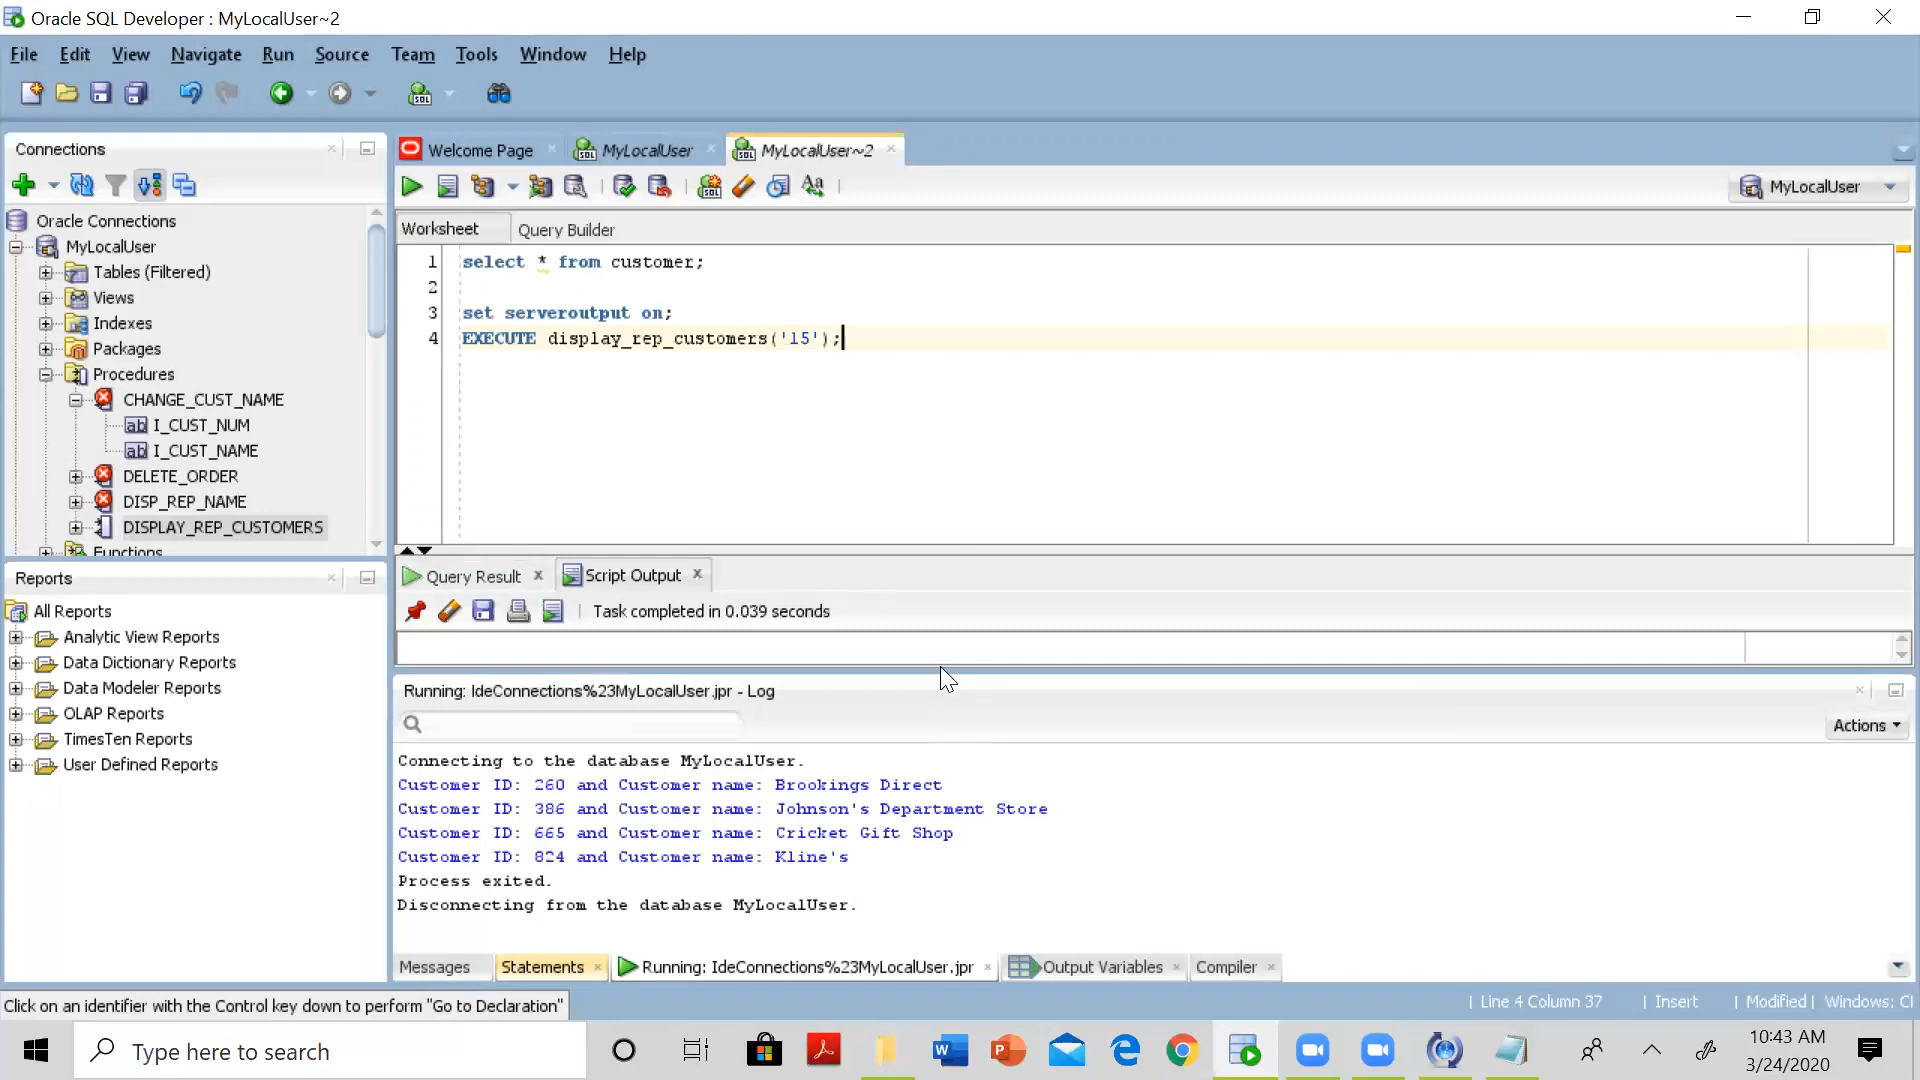 Oracle SQL Developer : MyLocalUser~2
File Edit View Navigate Run Source Team Tools Window Help
Connections
Oracle Connections
MyLocalUser
Tables (Filtered)
Views
Indexes
Packages
Procedures
CHANGE_CUST_NAME
I_CUST_NUM
I_CUST_NAME
DELETE_ORDER
DISP_REP_NAME
DISPLAY_REP_CUSTOMERS
Functions
Reports
All Reports
Analytic View Reports
Data Dictionary Reports
Data Modeler Reports
OLAP Reports
TimesTen Reports
User Defined Reports
Welcome Page MyLocalUser MyLocalUser~2
MyLocalUser
Worksheet Query Builder
1 select * from customer;
2
3 set serveroutput on;
4 EXECUTE display_rep_customers('15');
Query Result Script Output
Task completed in 0.039 seconds
Running: IdeConnections%23MyLocalUser.jpr - Log
Actions
Connecting to the database MyLocalUser.
Customer ID: 260 and Customer name: Brookings Direct
Customer ID: 386 and Customer name: Johnson's Department Store
Customer ID: 665 and Customer name: Cricket Gift Shop
Customer ID: 824 and Customer name: Kline's
Process exited.
Disconnecting from the database MyLocalUser.
Messages Statements Running: IdeConnections%23MyLocalUser.jpr Output Variables Compiler
Click on an identifier with the Control key down to perform "Go to Declaration"
Line 4 Column 37 Insert Modified Windows: Cl
Type here to search
10:43 AM
3/24/2020